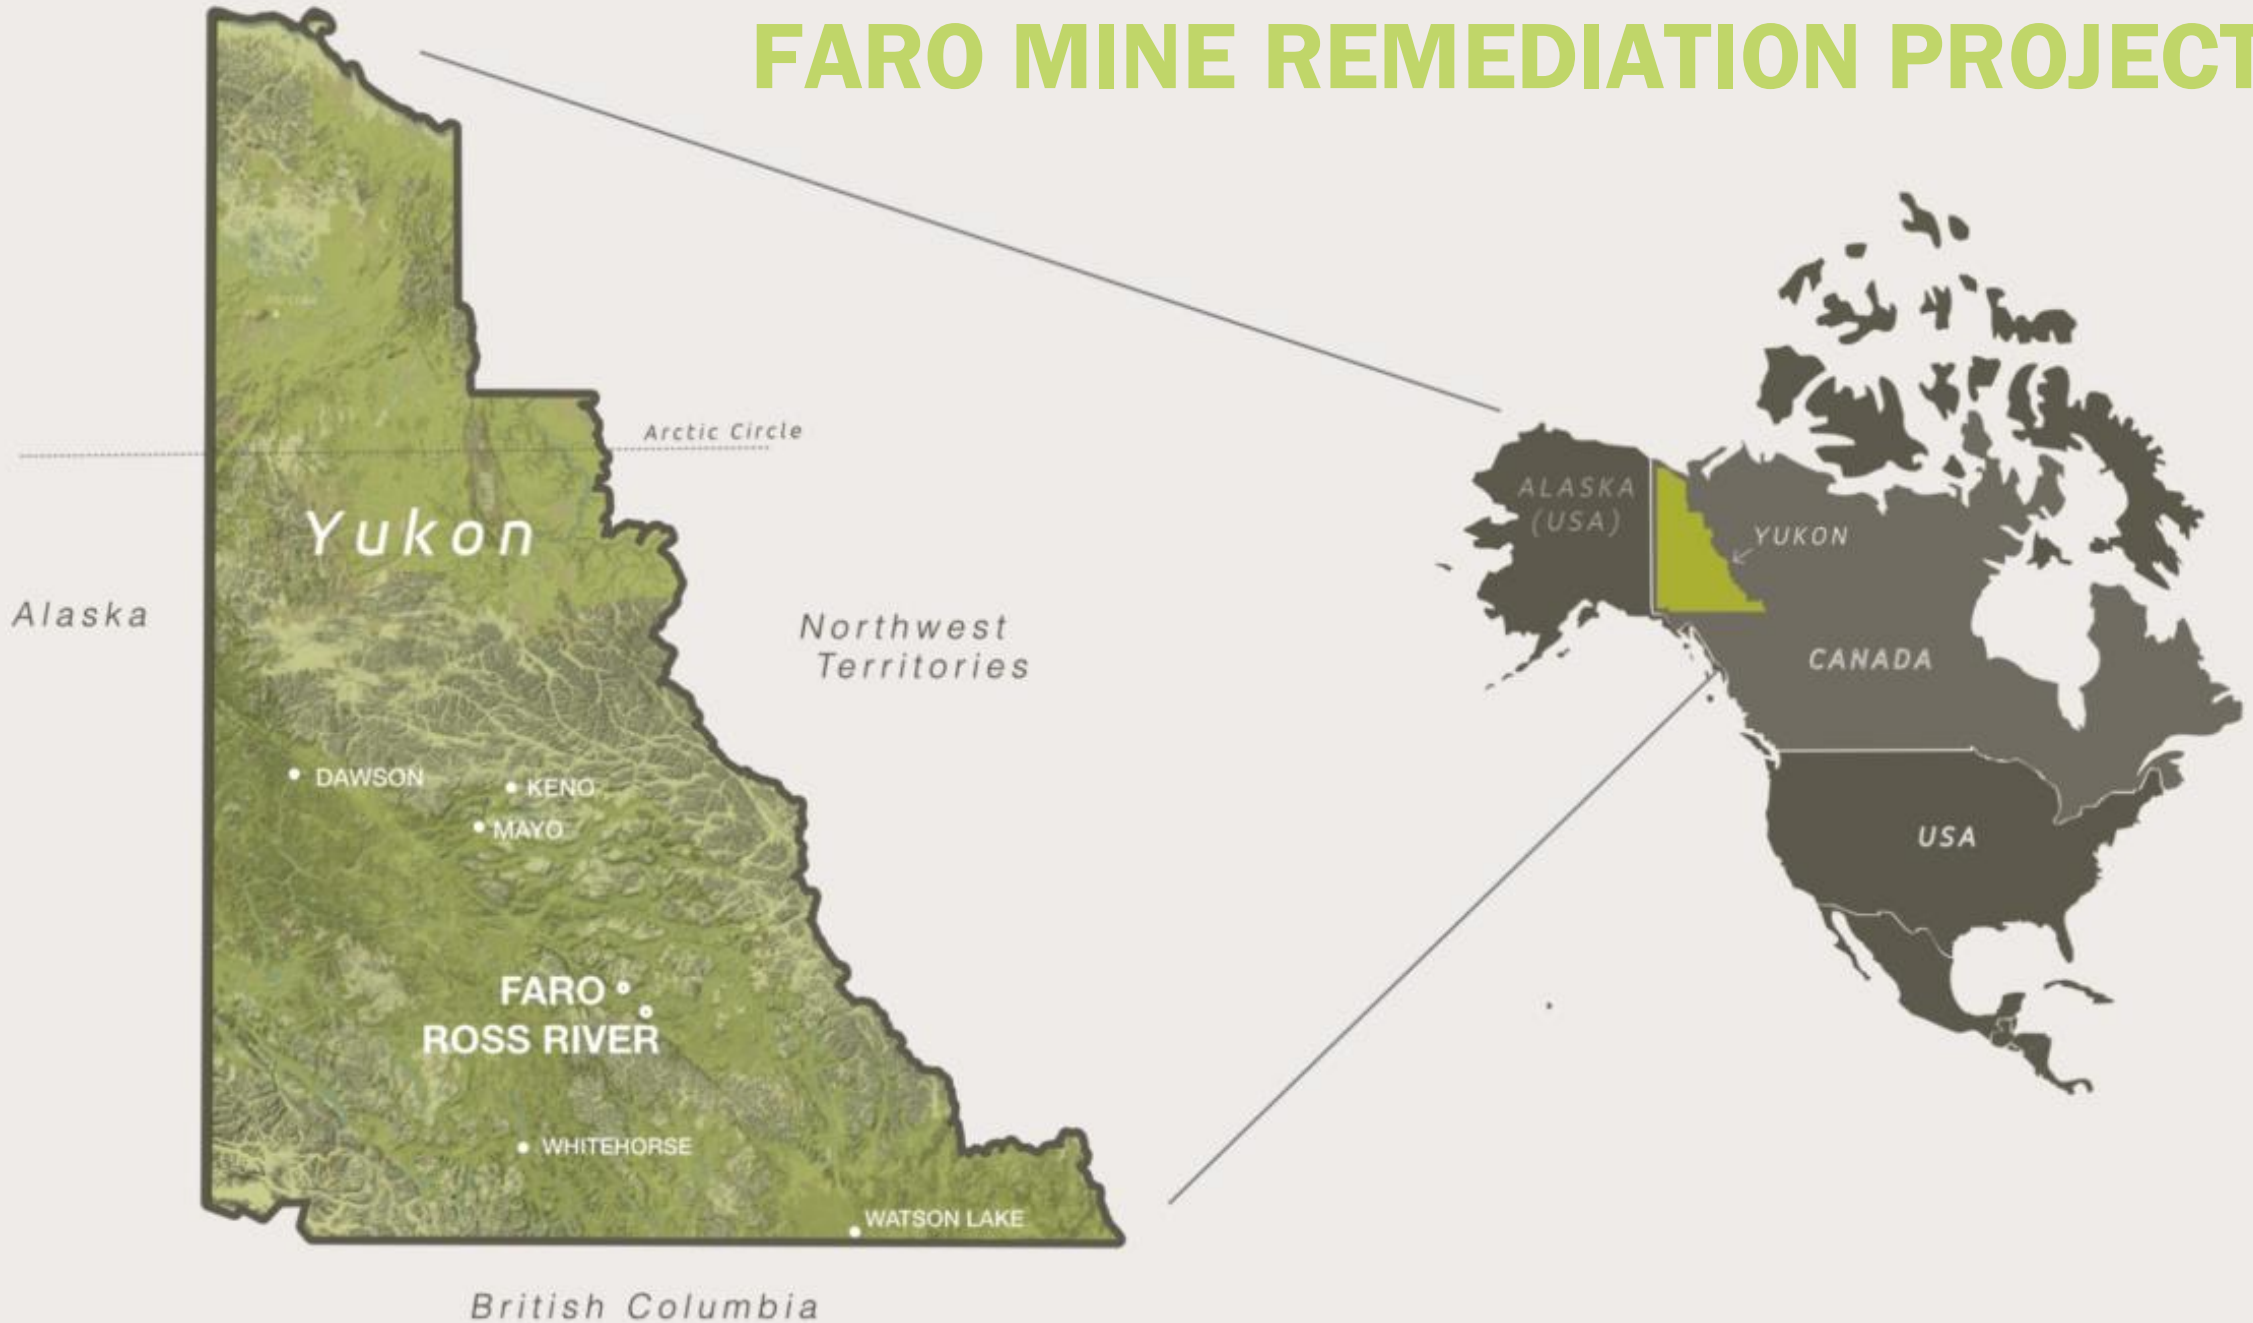 FARO MINE REMEDIATION PROJECT
Arctic Circle
Yukon
Alaska
Northwest
Territories
DAWSON
KENO
MAYO
FARO
ROSS RIVER
WHITEHORSE
WATSON LAKE
British Columbia
ALASKA
(USA)
YUKON
CANADA
USA